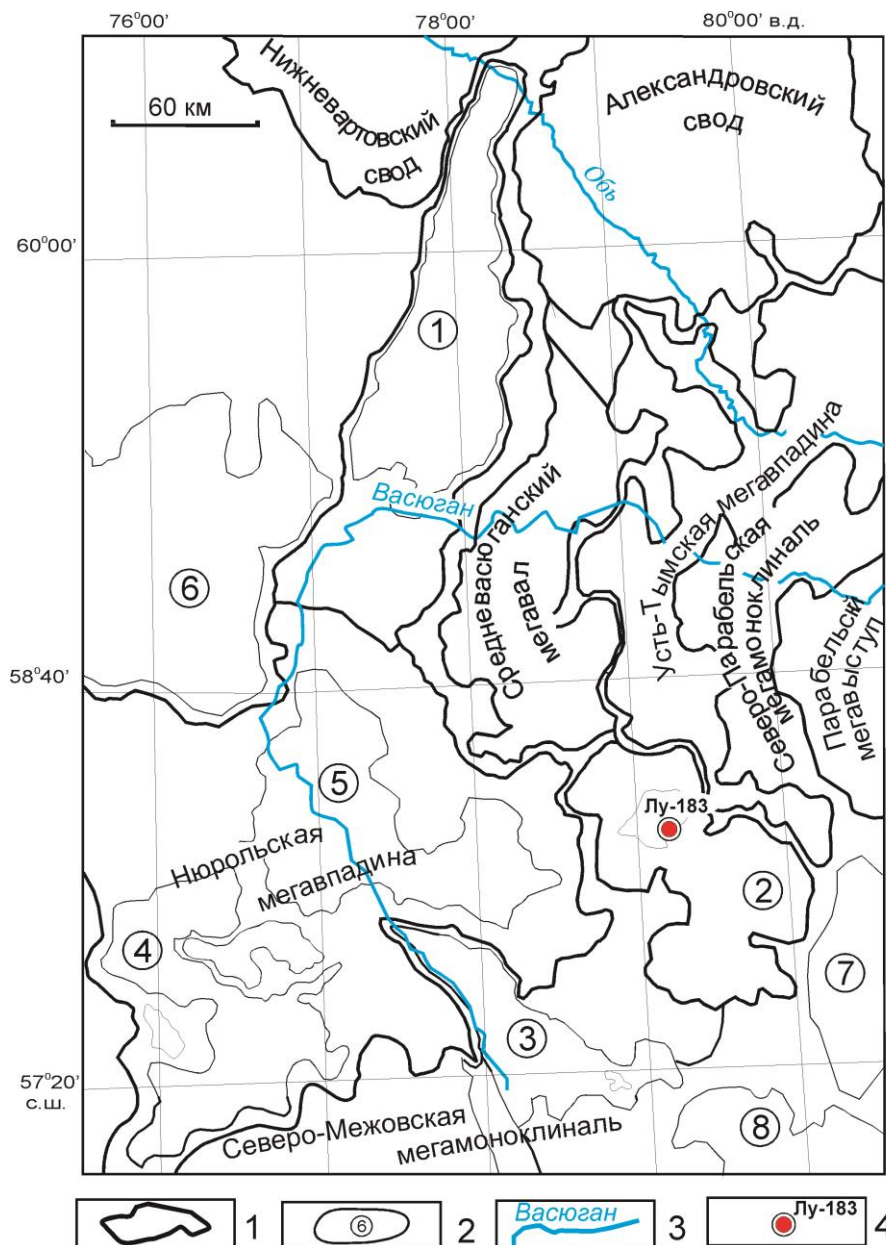 76°00'
78°00'
80°00' в.д.
Нижневартовский
свод
Александровский
свод
60 км
Обь
60°00'
1
Васюган
Средневасюганский
мегавал
Усть-Тымская мегавпадина
Северо-Парабельская
мегамоноклиналь
Парабельски
мегавыступ
6
58°40'
5
Лу-183
Нюрольская
мегавпадина
2
4
7
3
57°20'
с.ш.
Северо-Межовская
мегамоноклиналь
8
1
6
2
Васюган
3
Лу-183
4